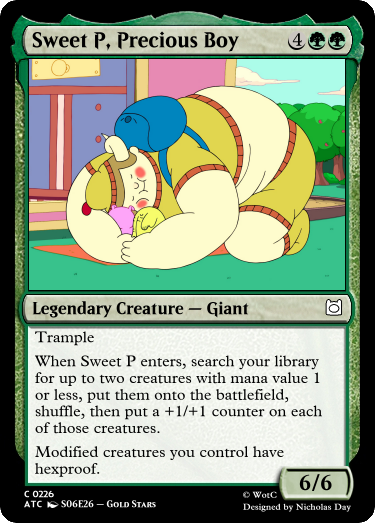 Sweet P, Precious Boy 4
Legendary Creature — Giant
Trample
When Sweet P enters, search your library
for up to two creatures with mana value 1
or less, put them onto the battlefield,
shuffle, then put a +1/+1 counter on each
of those creatures.
Modified creatures you control have
hexproof.
6/6
C 0226
ATC S06E26 – Gold Stars
© WotC
Designed by Nicholas Day